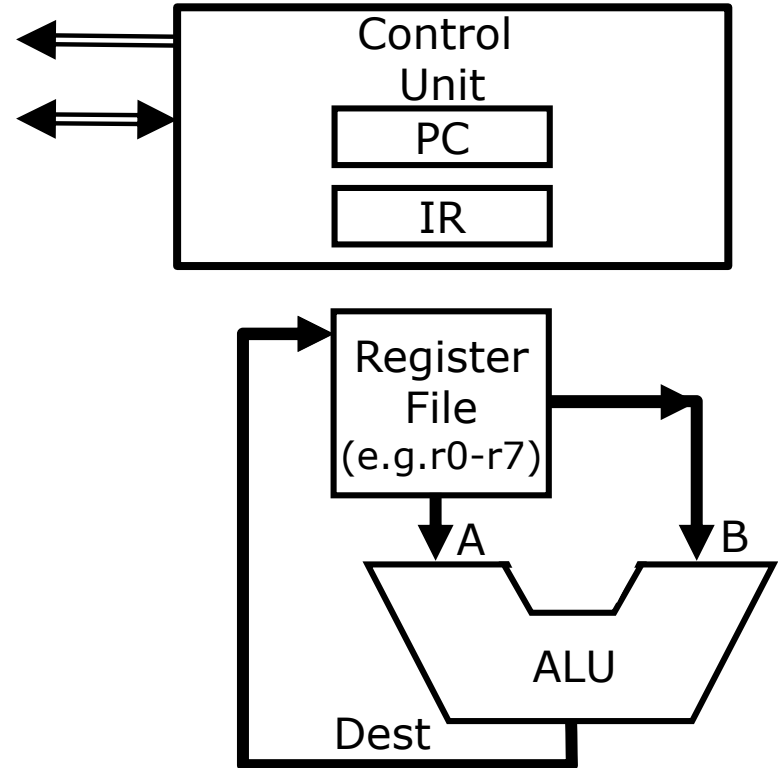 Control
Unit
PC
IR
Register
File
(e.g.r0-r7)
A
B
ALU
Dest